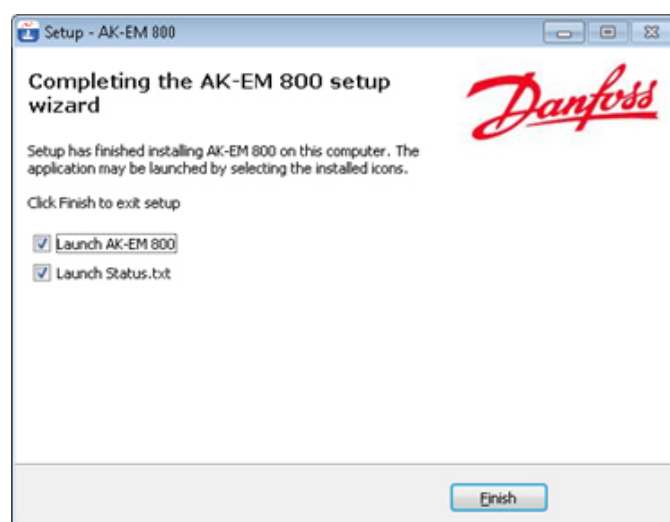 Setup - AK-EM 800
Completing the AK-EM 800 setup
wizard
Danfoss
Setup has finished installing AK-EM 800 on this computer. The
application may be launched by selecting the installed icons.
Click Finish to exit setup
Launch AK-EM 800
Launch Status.txt
Finish